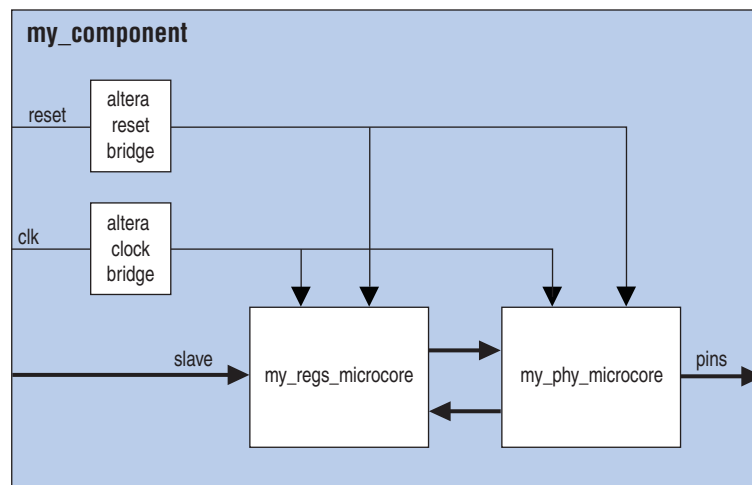 my_component
reset
altera
reset
bridge
clk
altera
clock
bridge
slave
my_regs_microcore
my_phy_microcore
pins